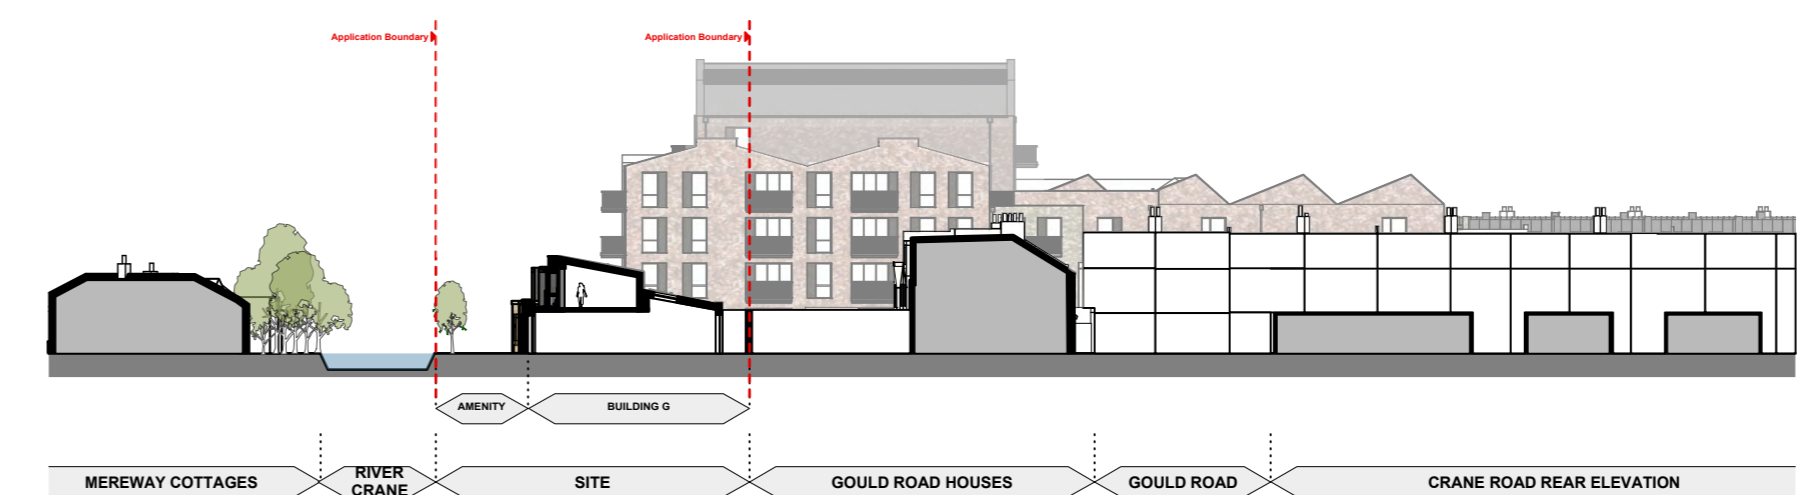 Application Boundary
Application Boundary
AMENITY
BUILDING G
MEREWAY COTTAGES
RIVER
CRANE
SITE
GOULD ROAD HOUSES
GOULD ROAD
CRANE ROAD REAR ELEVATION